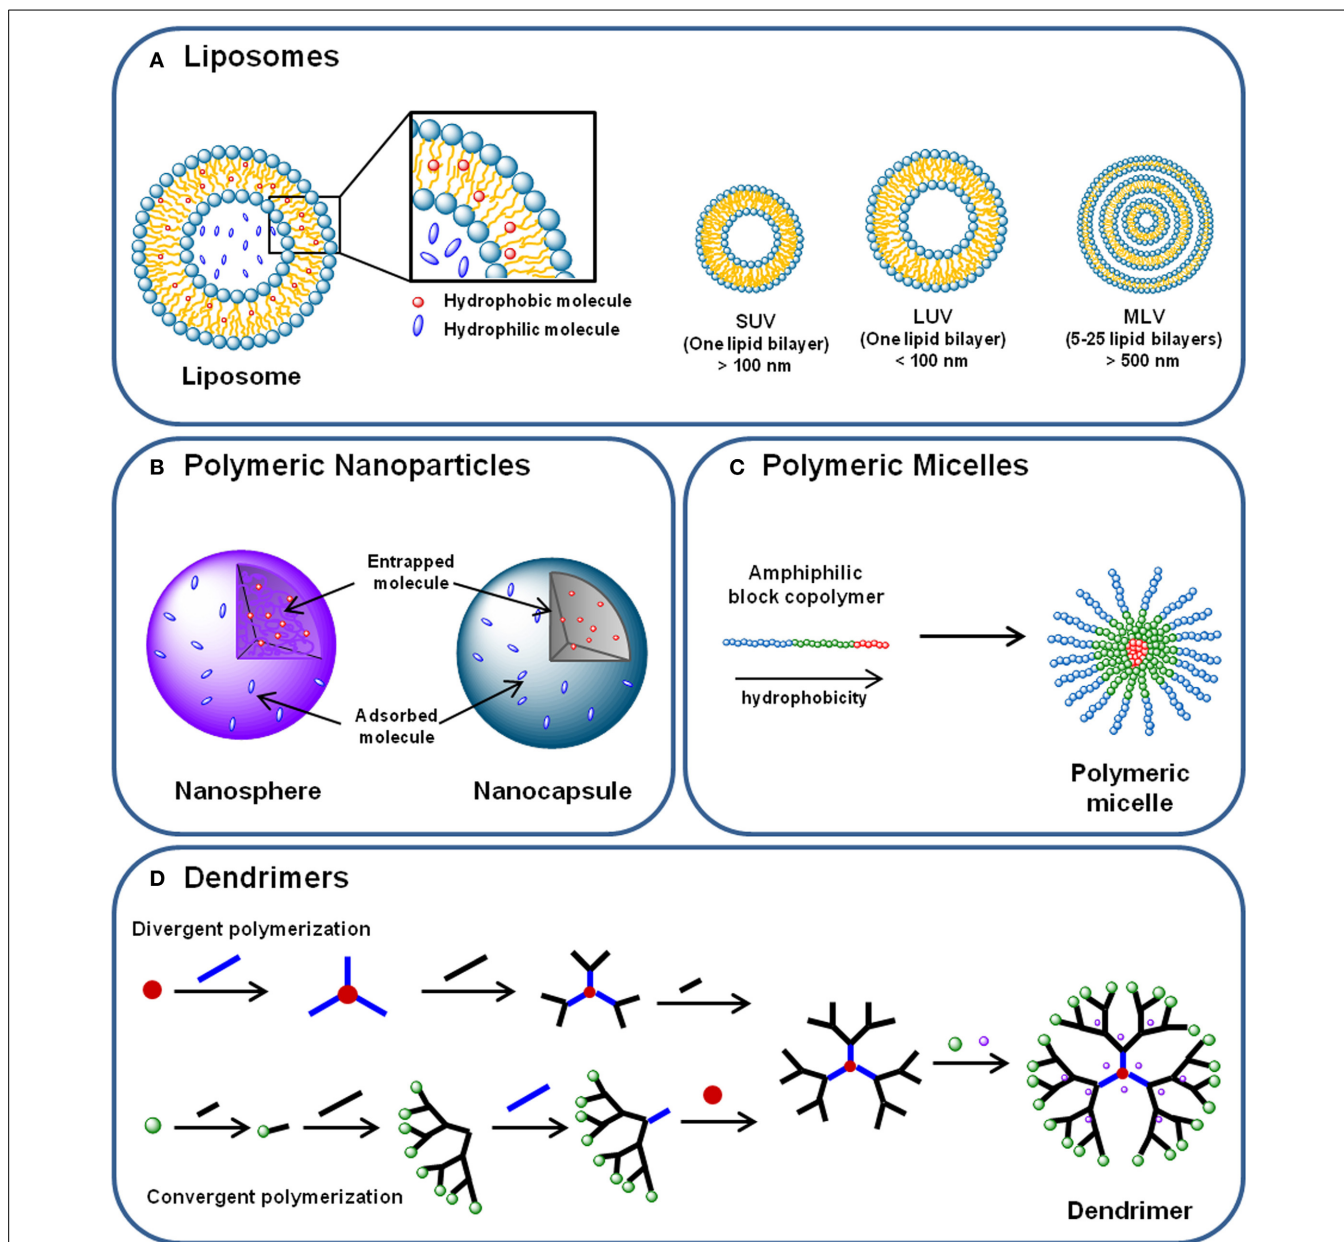 A Liposomes
Hydrophobic molecule
Hydrophilic molecule
Liposome
SUV
(One lipid bilayer)
> 100 nm
LUV
(One lipid bilayer)
< 100 nm
MLV
(5-25 lipid bilayers)
> 500 nm
B Polymeric Nanoparticles
Entrapped
molecule
Adsorbed
molecule
Nanosphere
Nanocapsule
C Polymeric Micelles
Amphiphilic
block copolymer
hydrophobicity
Polymeric
micelle
D Dendrimers
Divergent polymerization
Convergent polymerization
Dendrimer